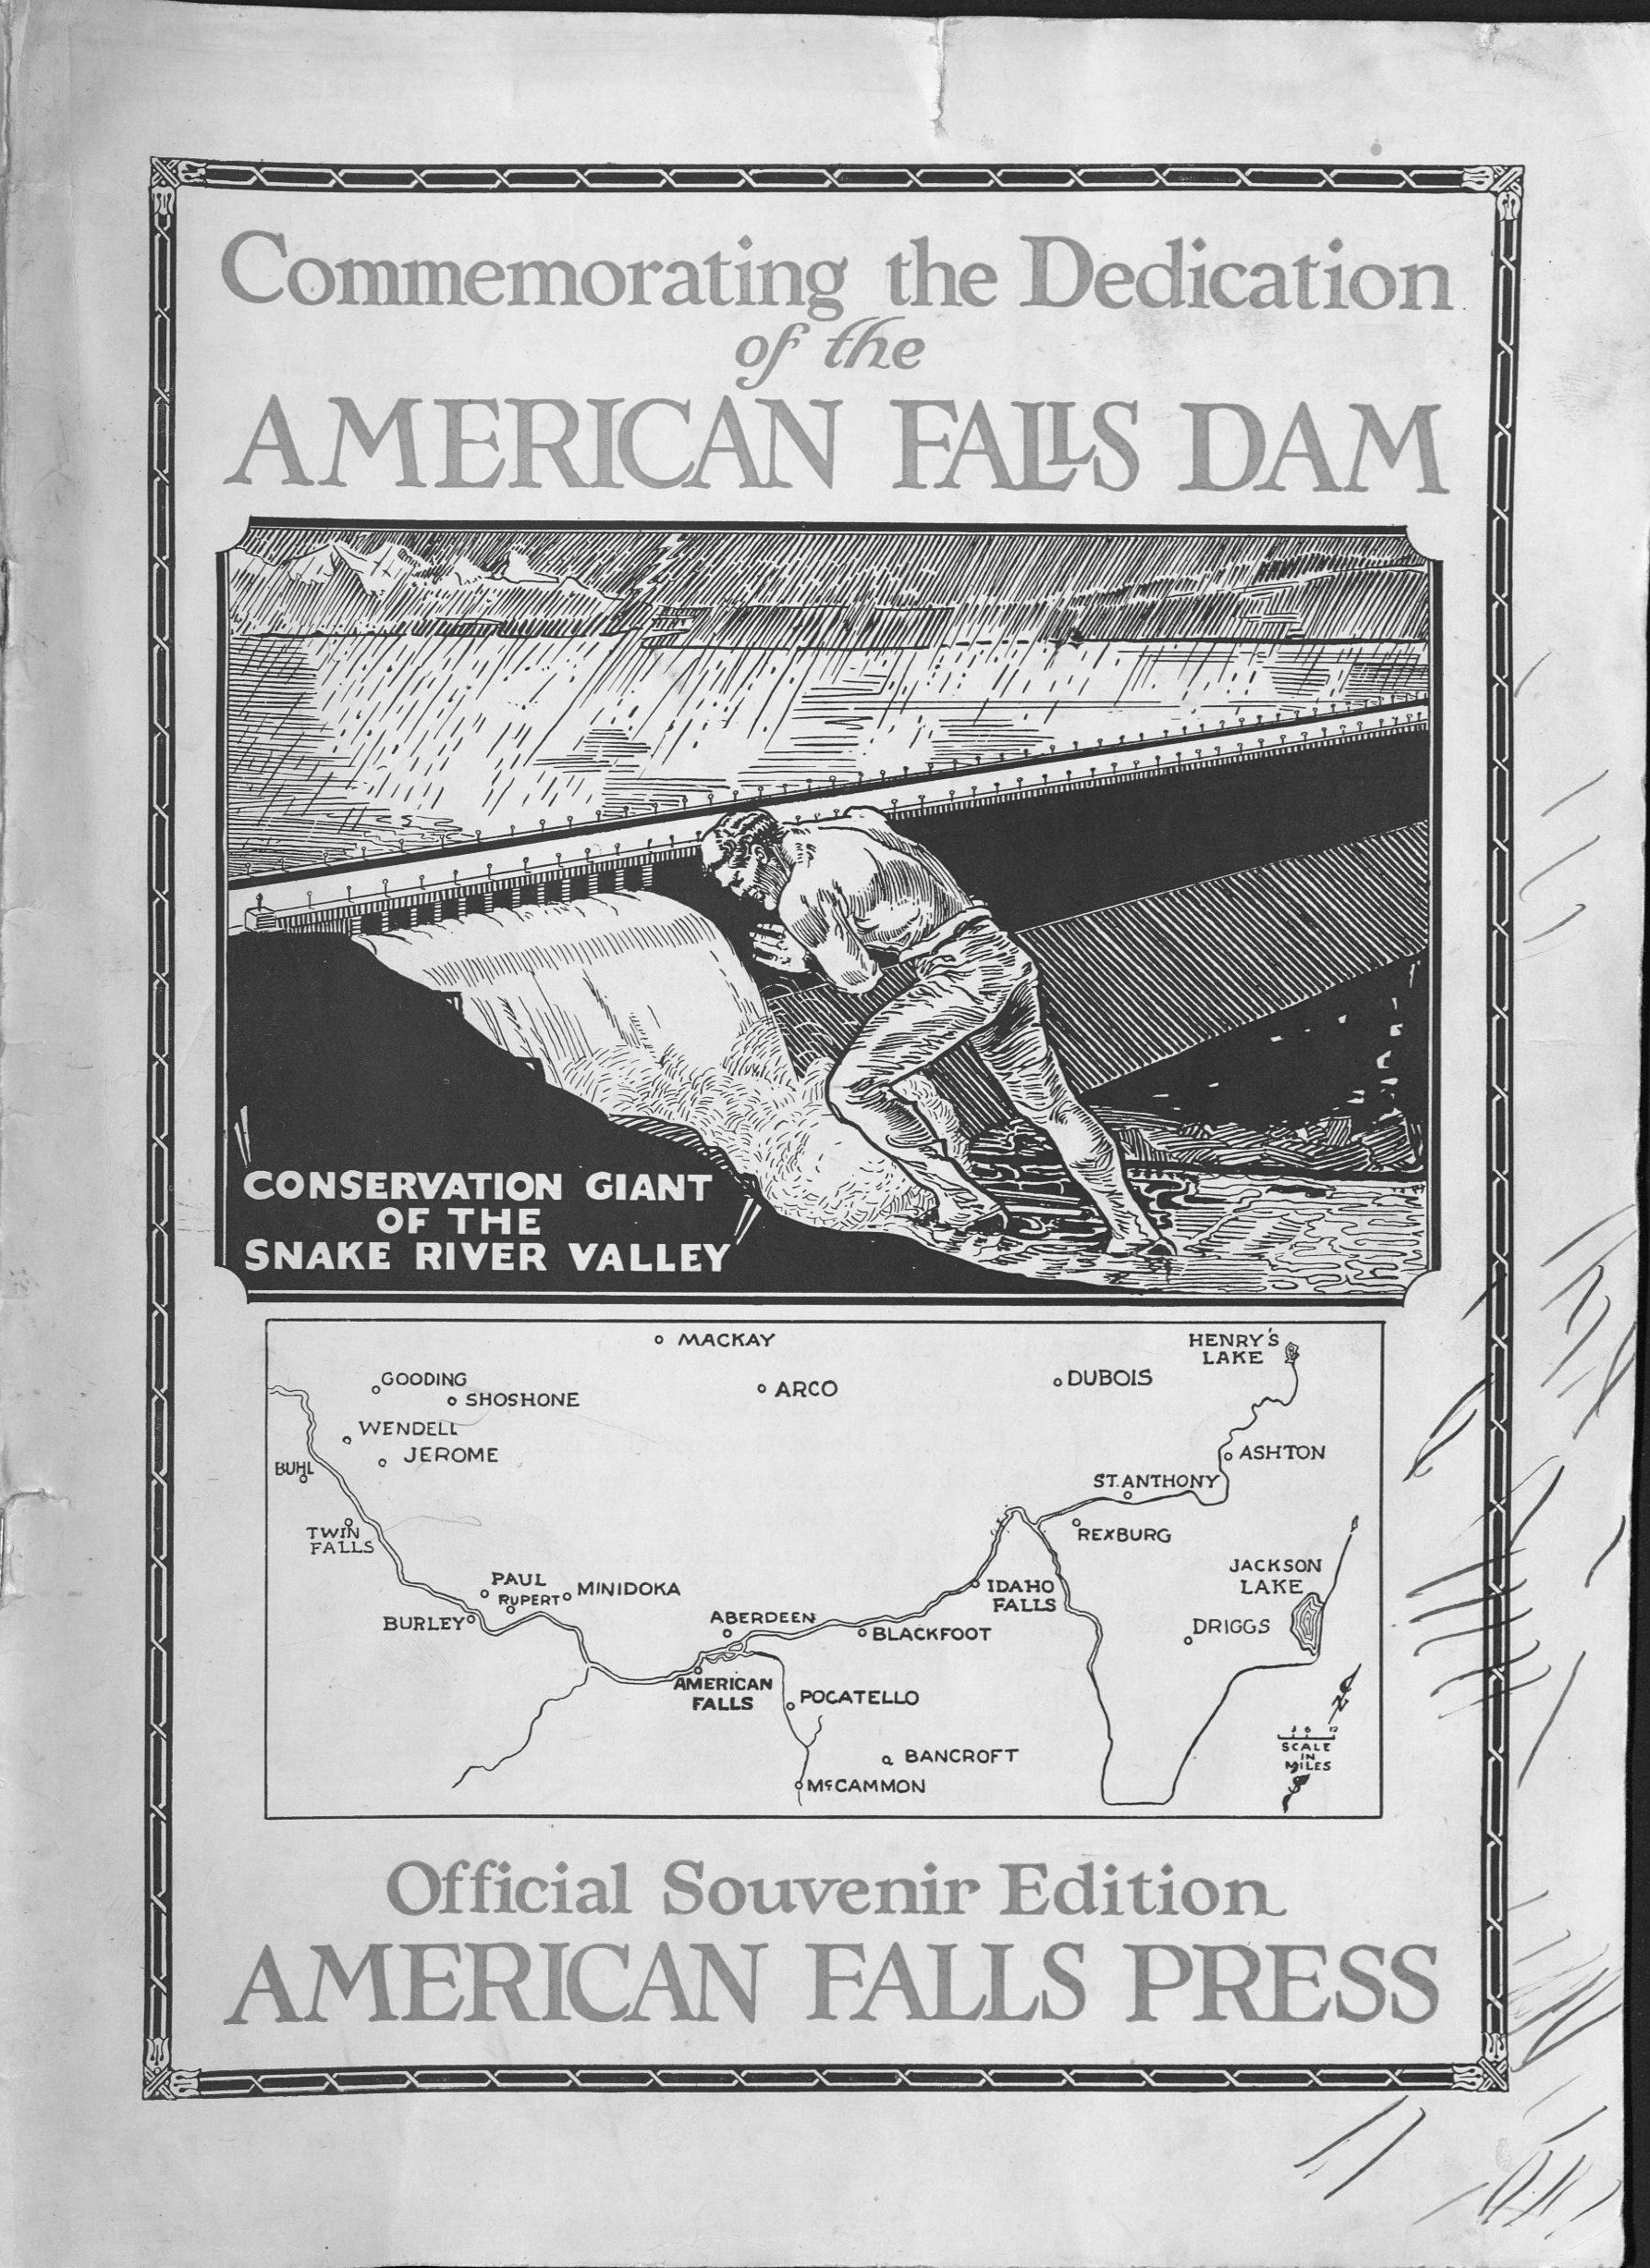 Commemorating the Dedication
of the
AMERICAN FALLS DAM
CONSERVATION GIANT
OF THE
SNAKE RIVER VALLEY
MACKAY
HENRY'S
LAKE
GOODING
SHOSHONE
ARCO
DUBOIS
WENDELL
JEROME
BUHL
ASHTON
ST. ANTHONY
TWIN
FALLS
REXBURG
JACKSON
LAKE
PAUL
RUPERT
MINIDOKA
IDAHO
FALLS
BURLEY
ABERDEEN
BLACKFOOT
DRIGGS
AMERICAN
FALLS
POCATELLO
N
BANCROFT
SCALE
IN
MILES
McCAMMON
S
Official Souvenir Edition
AMERICAN FALLS PRESS